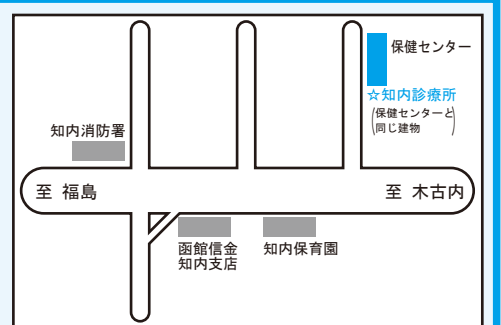 保健センター
☆知内診療所
(保健センターと
同じ建物)
知内消防署
至 福島
至 木古内
函館信金
知内支店
知内保育園